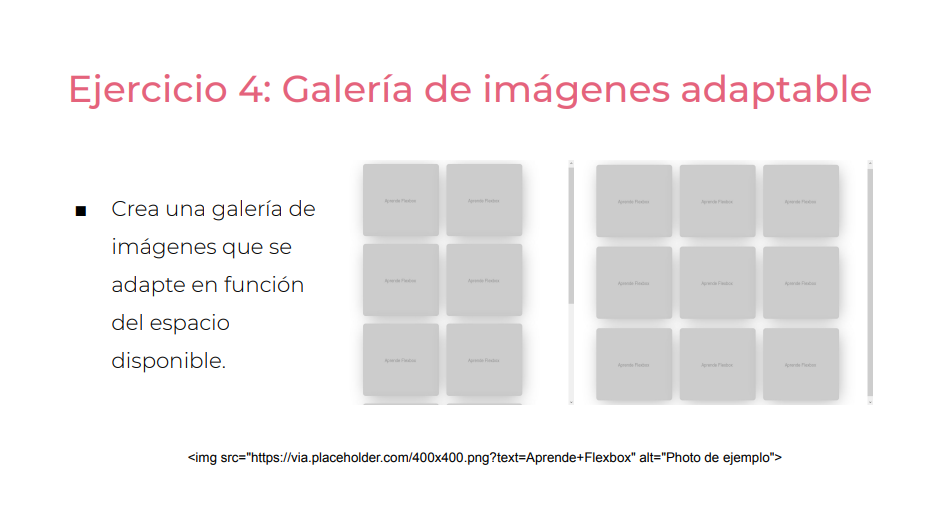 Ejercicio 4: Galería de imágenes adaptable
■ Crea una galería de
imágenes que se
adapte en función
del espacio
disponible.
Aprende Flexbox Aprende Flexbox Aprende Flexbox Aprende Flexbox Aprende Flexbox
Aprende Flexbox Aprende Flexbox Aprende Flexbox Aprende Flexbox Aprende Flexbox
Aprende Flexbox Aprende Flexbox Aprende Flexbox Aprende Flexbox Aprende Flexbox
<img src="https://via.placeholder.com/400x400.png?text=Aprende+Flexbox" alt="Photo de ejemplo">